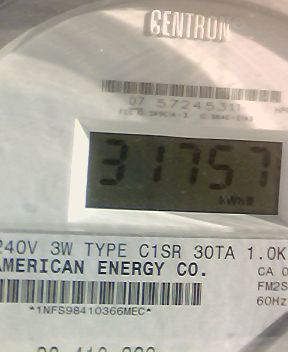 CENTRON
07 57245311
31757
kWh
240V 3W TYPE C1SR 30TA 1.0K
AMERICAN ENERGY CO.
CA 0
FM2S
*1NFS98410366MEC*
60Hz